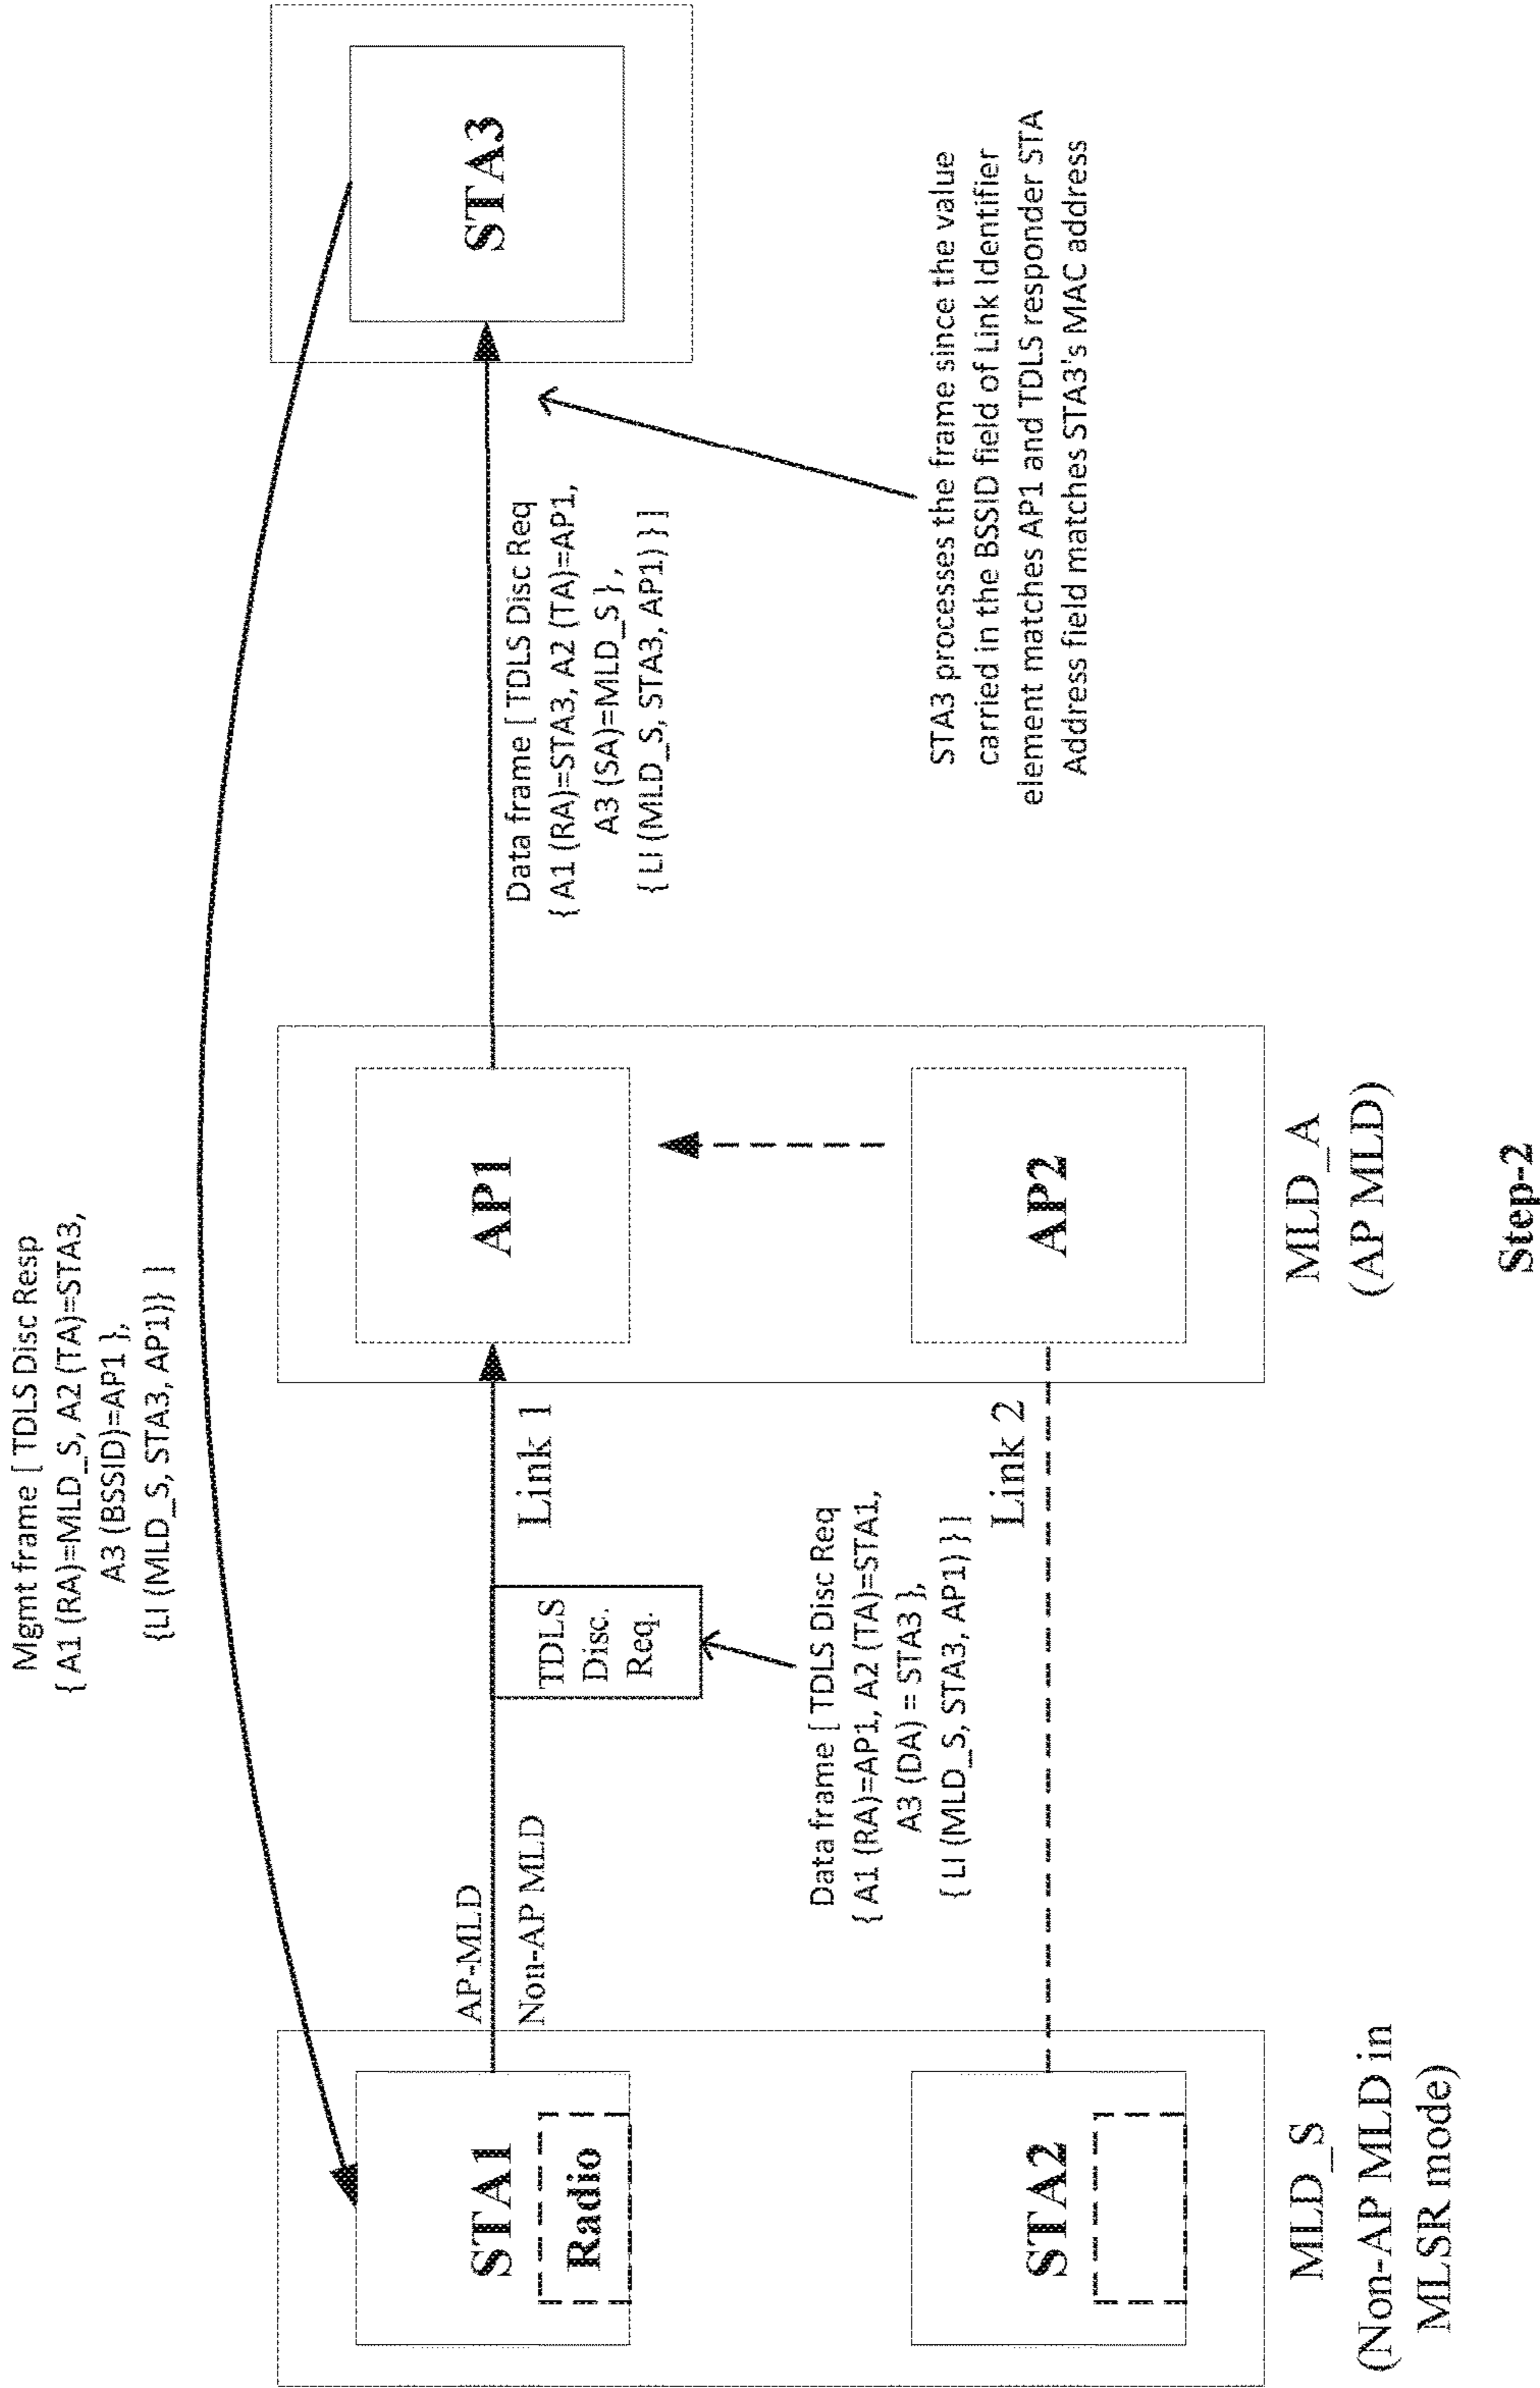 Mgmt frame [ TDLS Disc Resp
{ A1 (RA)=MLD_S, A2 (TA)=STA3,
A3 (BSSID)=AP1 },
{LI (MLD_S, STA3, AP1)} ]
STA1
Radio
AP-MLD
Non-AP MLD
TDLS
Disc.
Req.
Link 1
AP1
Data frame [ TDLS Disc Req
{ A1 (RA)=STA3, A2 (TA)=AP1,
A3 (SA)=MLD_S },
{ LI (MLD_S, STA3, AP1) } ]
STA3
Data frame [ TDLS Disc Req
{ A1 (RA)=AP1, A2 (TA)=STA1,
A3 (DA) = STA3 },
{ LI (MLD_S, STA3, AP1) } ]
STA3 processes the frame since the value
carried in the BSSID field of Link Identifier
element matches AP1 and TDLS responder STA
Address field matches STA3's MAC address
STA2
Link 2
AP2
MLD_S
(Non-AP MLD in
MLSR mode)
MLD_A
(AP MLD)
Step-2